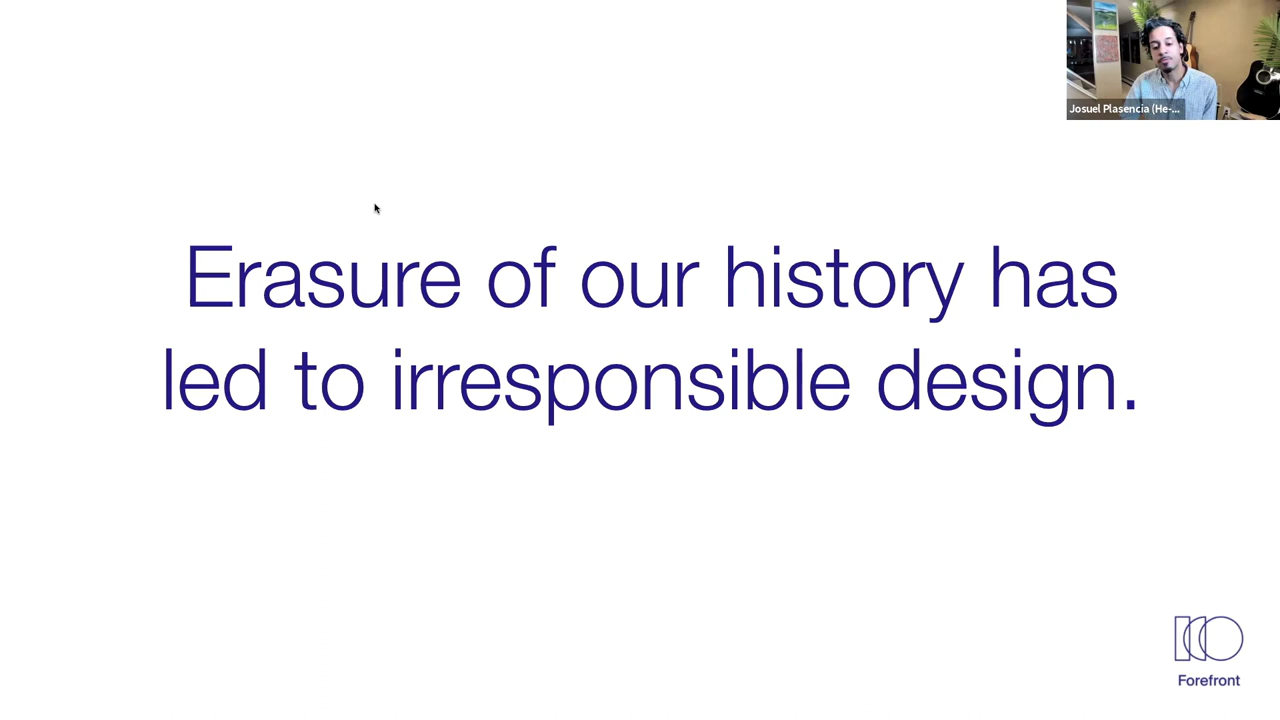 Josuel Plasencia (He-...
Erasure of our history has
led to irresponsible design.
Forefront